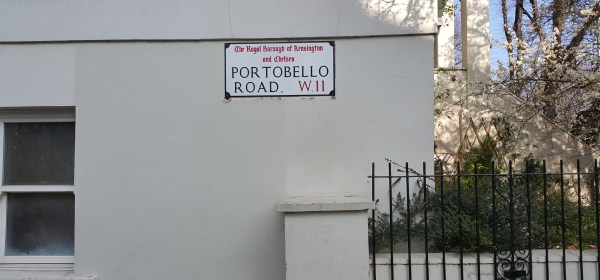 The Royal Borough of Kensington
and Chelsea
PORTOBELLO
ROAD. W.11